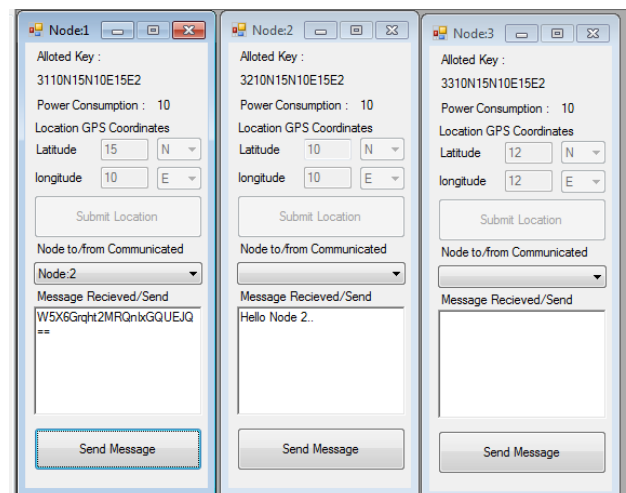 Node:1
Alloted Key :
3110N15N10E15E2
Power Consumption : 10
Location GPS Coordinates
Latitude 15 N
longitude 10 E
Submit Location
Node to/from Communicated
Node:2
Message Recieved/Send
W5X6Grqht2MRQnlxGQUEJQ
==
Send Message
Node:2
Alloted Key :
3210N15N10E15E2
Power Consumption : 10
Location GPS Coordinates
Latitude 10 N
longitude 10 E
Submit Location
Node to/from Communicated
Message Recieved/Send
Hello Node 2..
Send Message
Node:3
Alloted Key :
3310N15N10E15E2
Power Consumption : 10
Location GPS Coordinates
Latitude 12 N
longitude 12 E
Submit Location
Node to/from Communicated
Message Recieved/Send
Send Message